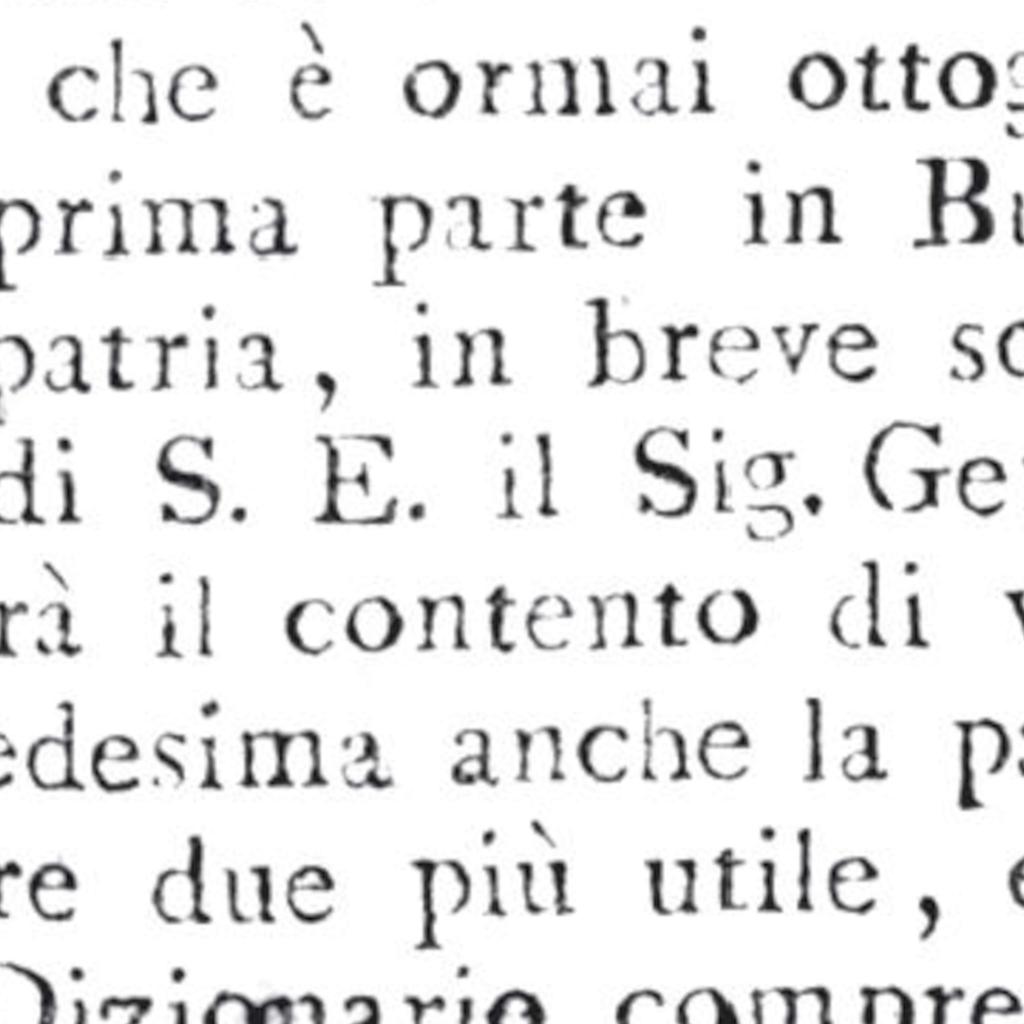 che è ormai ottog
prima parte in Bu
patria, in breve so
di S. E. il Sig. Ge
rà il contento di v
edesima anche la pa
re due più utile, e
Dizionario compre